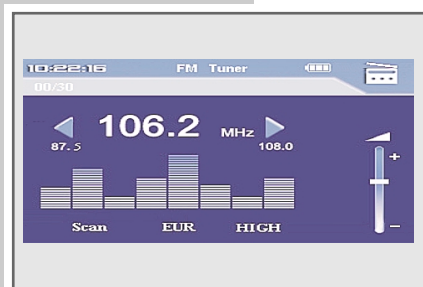 10:22:16 FM Tuner
00/30
106.2 MHz
87.5 108.0
+
Scan EUR HIGH
-